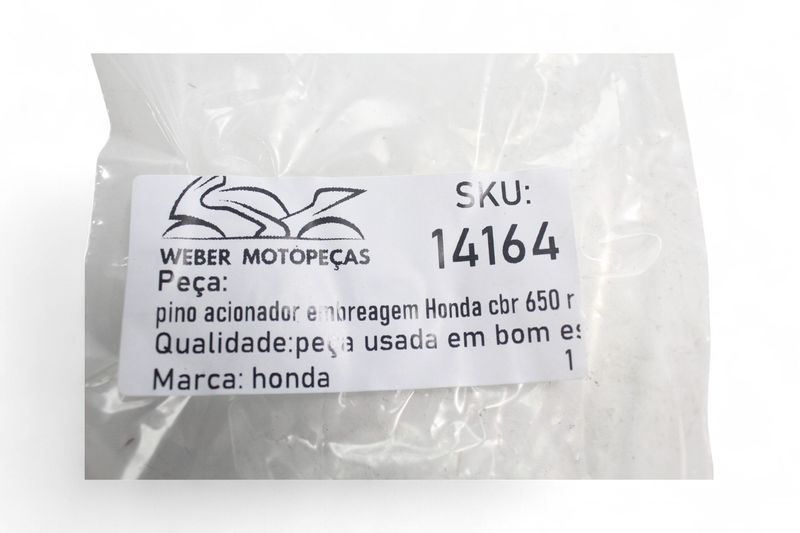 WEBER MOTOPEÇAS
SKU:
14164
Peça:
pino acionador embreagem Honda cbr 650 r
Qualidade:peça usada em bom es
Marca: honda
1